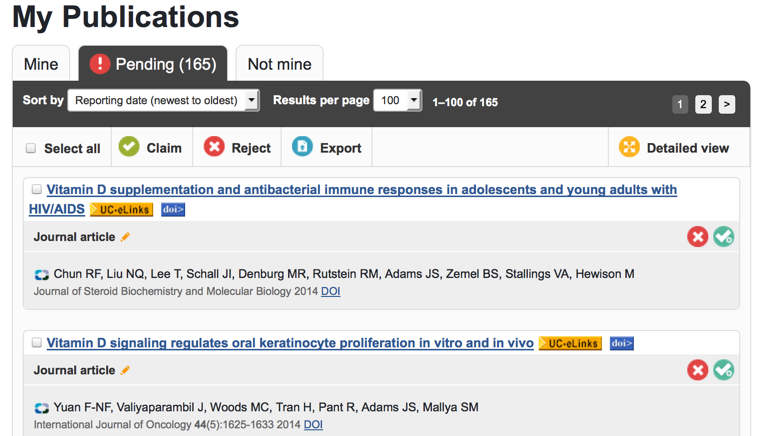 My Publications
Mine
! Pending (165)
Not mine
Sort by Reporting date (newest to oldest) Results per page 100 1–100 of 165 1 2 >
Select all Claim Reject Export Detailed view
Vitamin D supplementation and antibacterial immune responses in adolescents and young adults with
HIV/AIDS UC-eLinks doi>
Journal article
Chun RF, Liu NQ, Lee T, Schall JI, Denburg MR, Rutstein RM, Adams JS, Zemel BS, Stallings VA, Hewison M
Journal of Steroid Biochemistry and Molecular Biology 2014 DOI
Vitamin D signaling regulates oral keratinocyte proliferation in vitro and in vivo UC-eLinks doi>
Journal article
Yuan F-NF, Valiyaparambil J, Woods MC, Tran H, Pant R, Adams JS, Mallya SM
International Journal of Oncology 44(5):1625-1633 2014 DOI